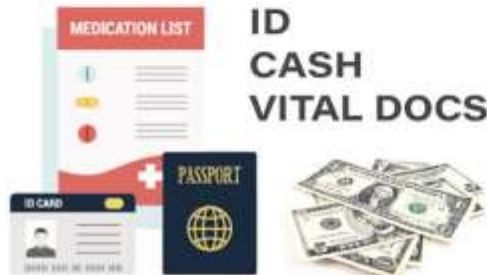 MEDICATION LIST
ID
CASH
VITAL DOCS
ID CARD
PASSPORT